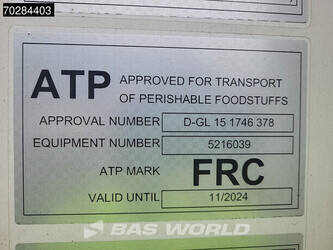 70284403
ATP APPROVED FOR TRANSPORT
OF PERISHABLE FOODSTUFFS
APPROVAL NUMBER D-GL 15 1746 378
EQUIPMENT NUMBER 5216039
ATP MARK FRC
VALID UNTIL 11/2024
BAS WORLD